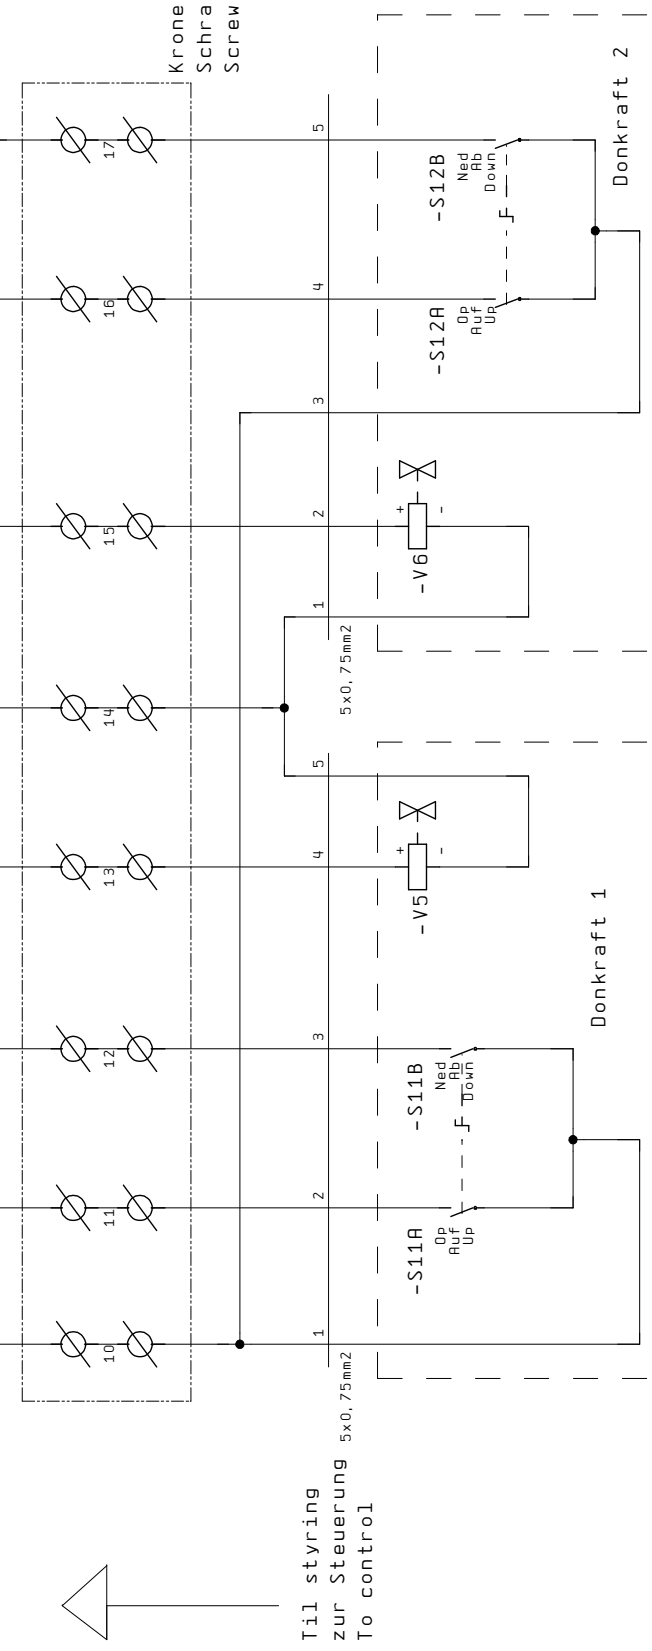 Krone
Schra
Screw
17
16
15
14
13
12
11
10
5
4
3
2
1
5x0,75mm2
5
4
3
2
1
5x0,75mm2
-S12B
Ned
Ab
Down
-S12A
Op
Auf
Up
-V6
+
-
Donkraft 2
-V5
+
-
-S11B
Ned
Ab
Down
-S11A
Op
Auf
Up
Donkraft 1
Til styring
zur Steuerung
To control